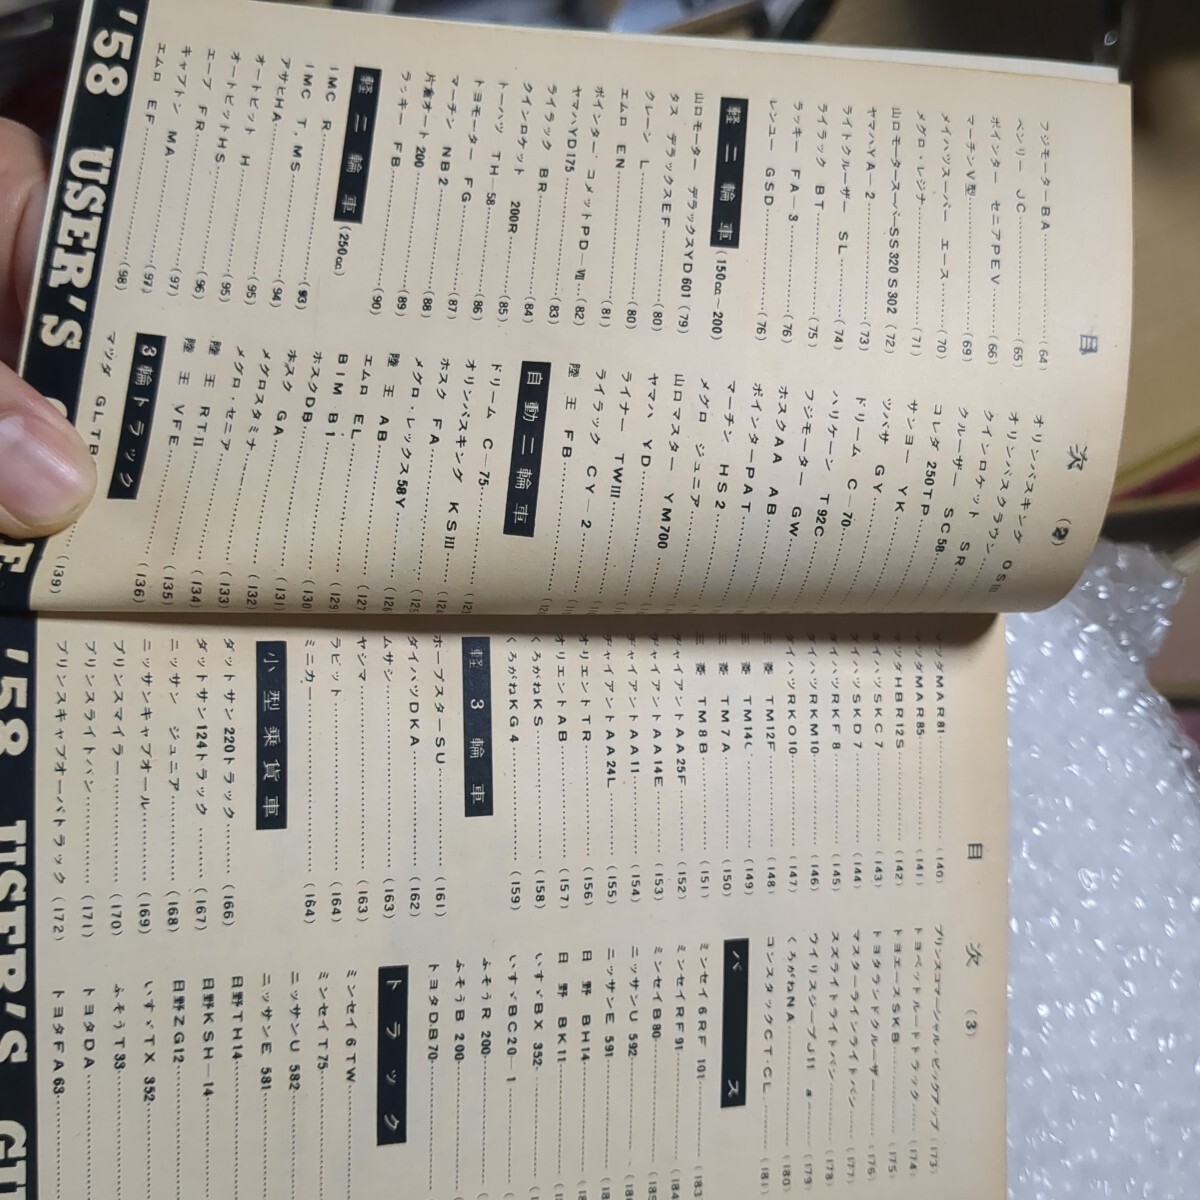 目 次 (2)
フジモーターBA……(64)
ベンリー JC……(65)
ポインター セニアPEV……(66)
マーチンV型……(69)
メイハツスーパー エース……(70)
メグロ・レジナ……(71)
山口モータースーパーSS320 S302 (72)
ヤマハYA-2……(73)
ライトクルーザー SL……(74)
ライラック BT……(75)
ラッキー FA-3……(76)
レンユー GSD……(76)
軽二輪車 (150cc-200)
山口モーター デラックスYD601 (79)
タス デラックスEF……(80)
クレーン L……(80)
エムロ EN……(80)
ポインター・コメットPD-Ⅶ…(82)
ヤマハYD175……
ライラック BR……(83)
クインロケット 200R……(84)
トーハツ TH-58……(85)
トヨモーター FG……(86)
マーチン NB2……(87)
片倉オート200……(88)
ラッキー FB……(89)
(90)
軽二輪車 (250cc)
IMC R……
IMC T, MS……(93)
アサヒHA……(94)
オートビット H……(95)
オートビットHS……(95)
エーブ FR……(96)
キャプトン MA……(97)
エムロ EF……(97)
(98)
オリンパスキング OSⅢ
オリンパスクラウン
クインロケット SR
クルーザー SC58
コレダ 250TP
サンヨー YK
ツバサ GY
ドリーム C-70
ハリケーン T92C
フジモーター GW
ホスクAA AB
ポインターPAT
マーチン HS2
メグロ ジュニア
山口マスター YM700
ヤマハ YD
ライナー TWⅢ
ライラック CY-2
陸王 FB
自動二輪車
ドリーム C-75
オリンパスキング KSⅢ
ホスク FA
メグロ・レックス58Y
陸王 AB……(126)
エムロ EL……(127)
BIM B1……(129)
ホスクDB……(130)
ホスク GA……(131)
メグロスタミナ……(132)
メグロ・セニア……(133)
陸王 RTⅡ……(134)
陸王 VFE……(135)
3輪トラック (136)
マツダ GLTB……(139)
'58 USER'S
目 次 (3)
マツダMAR81……(140)
マツダMAR85……(141)
マツダHBR12S……(142)
ダイハツSKC7……(143)
ダイハツSKD7……(144)
ダイハツRKF8……(145)
ダイハツRKM10……(146)
ダイハツRKO10……(147)
三菱 TM12F……(148)
三菱 TM14C……(149)
三菱 TM7A……(150)
三菱 TM8B……(151)
ヂャイアントAA25F……(152)
ヂャイアントAA14E……(153)
ヂャイアントAA11……(154)
ヂャイアントAA24L……(155)
オリエントTR……(156)
オリエントAB……(157)
くろがねKS……(158)
くろがねKG4……(159)
軽3輪車
ホープスターSU……(161)
ダイハツDKA……(162)
ムサシ……(163)
ヤシマ……(163)
ラビット……(164)
ミニカー……(164)
小型乗貨車
ダットサン220トラック……(166)
ダットサン124トラック……(167)
ニッサン ジュニア……(168)
ニッサンキャブオール……(169)
プリンスマイラー……(170)
プリンスライトバン……(171)
プリンスキャブオーバトラック (172)
プリンスコマーシャル・ピックアップ (173)
トヨペットルートトラック……(174)
トヨエースSKB……(175)
トヨタランドクルーザー……(176)
マスターラインライトバン……(177)
スズライトライトバン……(178)
ウイリスジープJ11……(179)
くろがねNA……(180)
コンスタックCTCL……(181)
バス
ミンセイ6RF 101……(183)
ミンセイRF91……(184)
ミンセイB80
ニッサンU 592
ニッサンE 591
日野 BH14
日野 BK11
いすゞBX 352
いすゞBC20-1
ふそうR 200
ふそうB 200
トヨタDB70
トラック
ミンセイ6TW
ミンセイT75
ニッサンU 582
ニッサンE 581
日野TH14
日野KSH-14
日野ZG12
いすゞTX 352
ふそうT33
トヨタDA
トヨタFA63
'58 USER'S GU